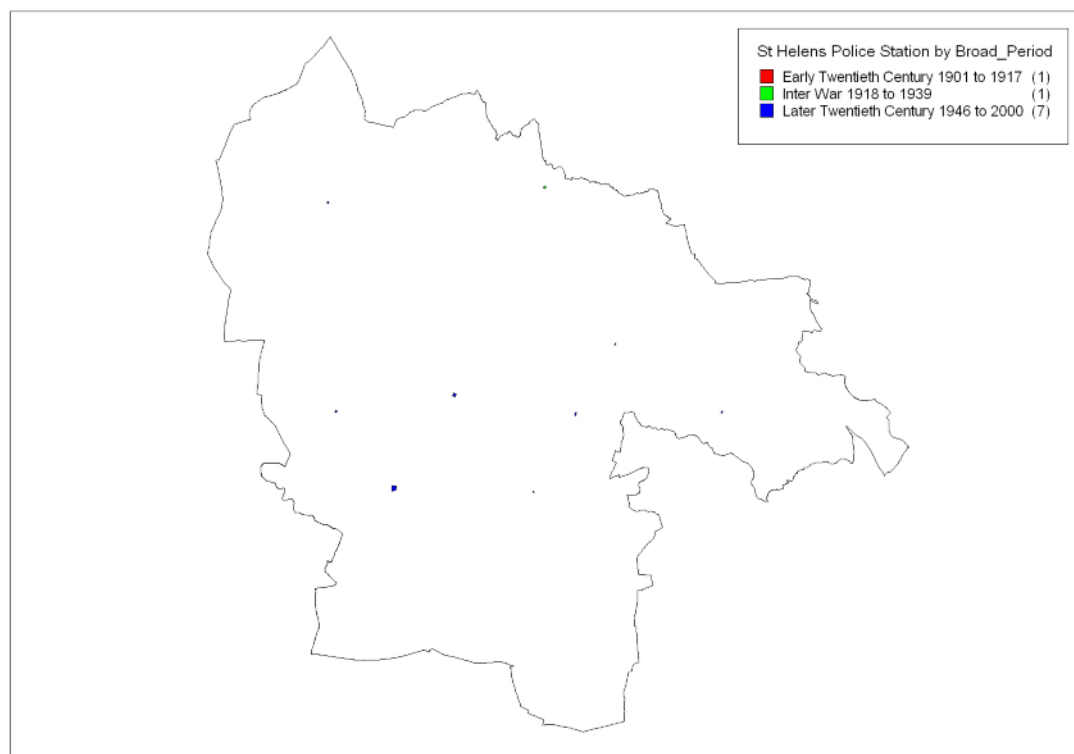 St Helens Police Station by Broad_Period
Early Twentieth Century 1901 to 1917 (1)
Inter War 1918 to 1939 (1)
Later Twentieth Century 1946 to 2000 (7)